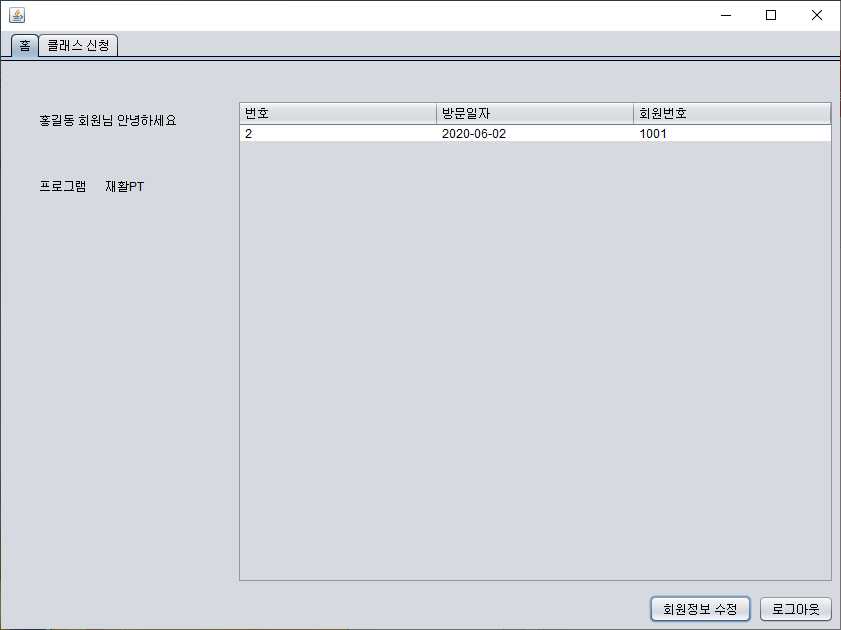 홈 클래스 신청
홍길동 회원님 안녕하세요
프로그램 재활PT
번호 방문일자 회원번호
2 2020-06-02 1001
회원정보 수정 로그아웃